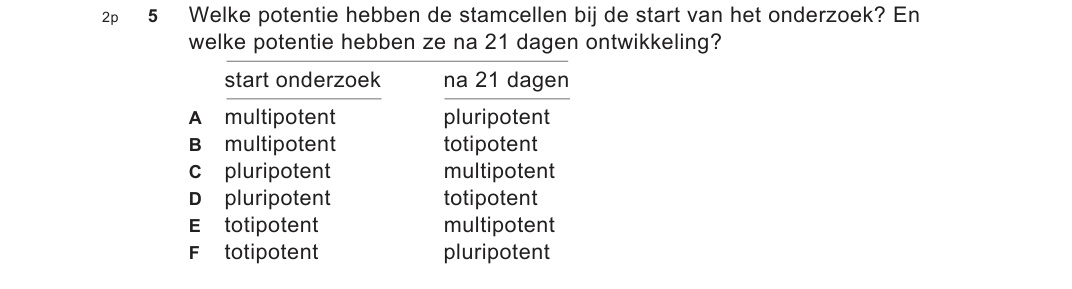 2p 5 Welke potentie hebben de stamcellen bij de start van het onderzoek? En
welke potentie hebben ze na 21 dagen ontwikkeling?
start onderzoek na 21 dagen
A multipotent pluripotent
B multipotent totipotent
C pluripotent multipotent
D pluripotent totipotent
E totipotent multipotent
F totipotent pluripotent